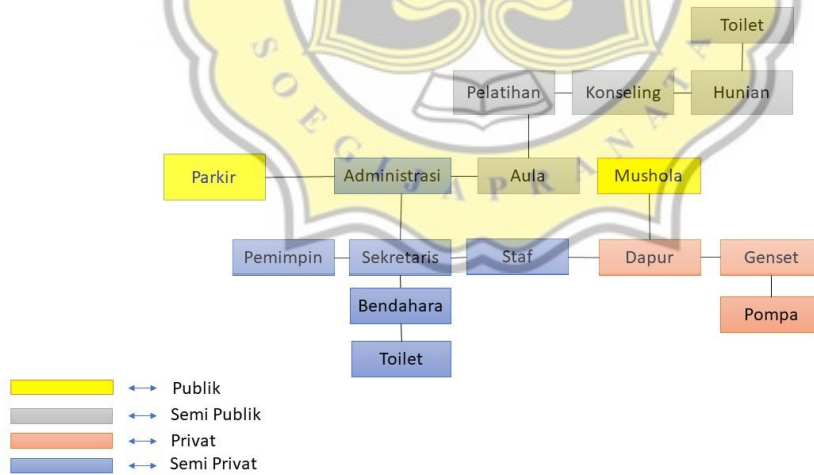 Toilet
Pelatihan Konseling Hunian
SOEGIJAPRANATA
Parkir Administrasi Aula Mushola
Pemimpin Sekretaris Staf Dapur Genset
Bendahara Pompa
Toilet
Publik
Semi Publik
Privat
Semi Privat